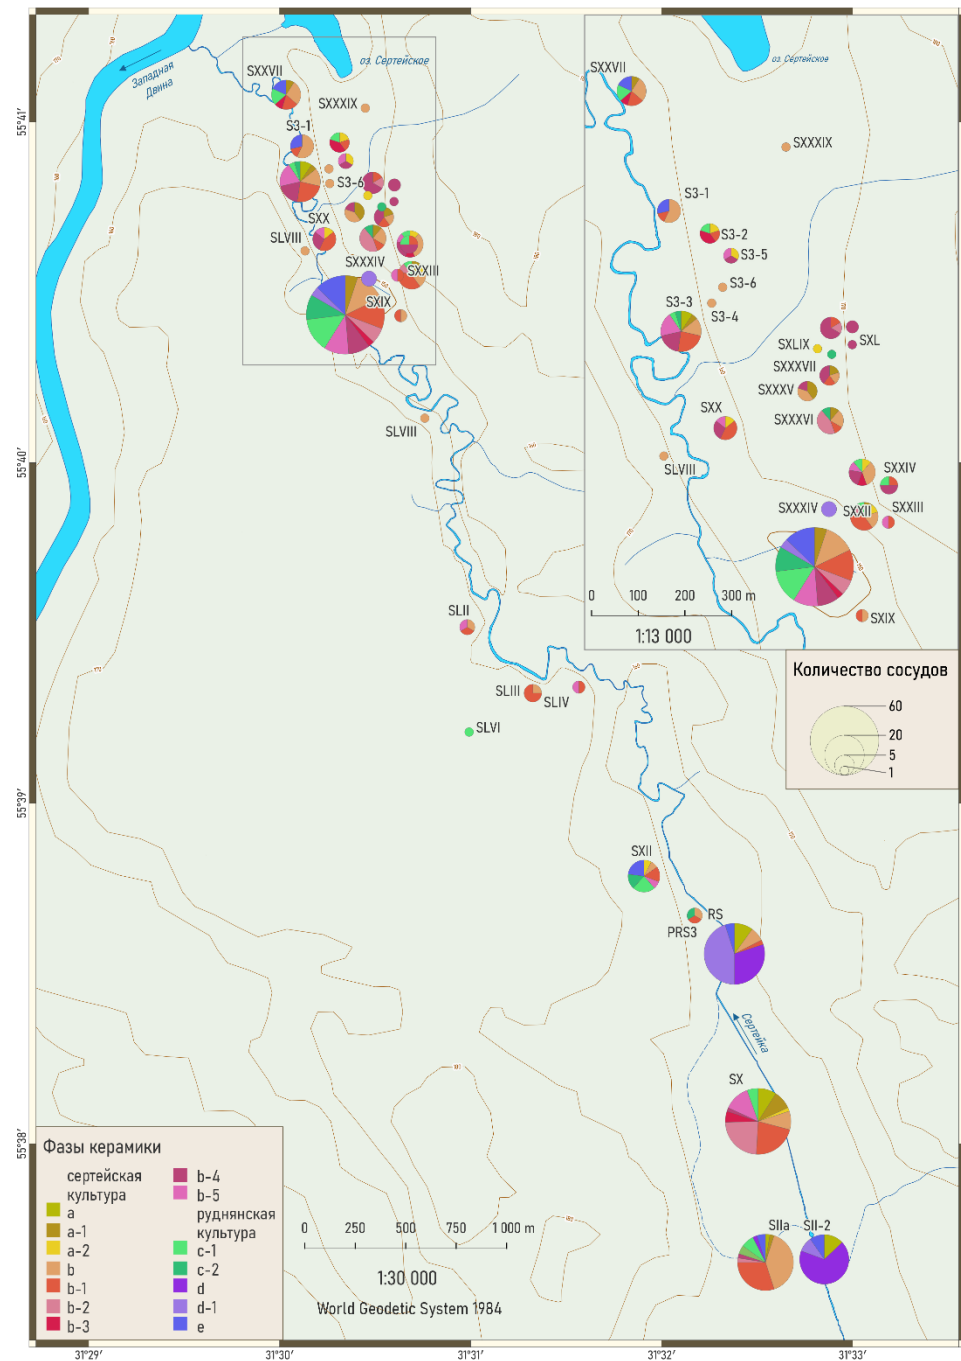 оз. Сертейское
Западная
Двина
SXXVII
SXXXIX
S3-1
S3-6
SXX
SLVIII
SXXXIV
SXXIII
SXIX
SLVIII
SLII
SLIII
SLIV
SLVI
SXII
RS
PRS3
Сертейка
SX
SIIa
SII-2
оз. Сертейское
SXXVII
SXXXIX
S3-1
S3-2
S3-5
S3-6
S3-3
S3-4
SXL
SXLIX
SXXXVII
SXXXV
SXXXVI
SXX
SLVIII
SXXIV
SXXXIV
SXXII
SXXIII
SXIX
0 100 200 300 m
1:13 000
Количество сосудов
60
20
5
1
Фазы керамики
сертейская
культура
a
a-1
a-2
b
b-1
b-2
b-3
b-4
b-5
руднянская
культура
c-1
c-2
d
d-1
e
0 250 500 750 1000 m
1:30 000
World Geodetic System 1984
55°41'
55°40'
55°39'
55°38'
31°29' 31°30' 31°31' 31°32' 31°33'